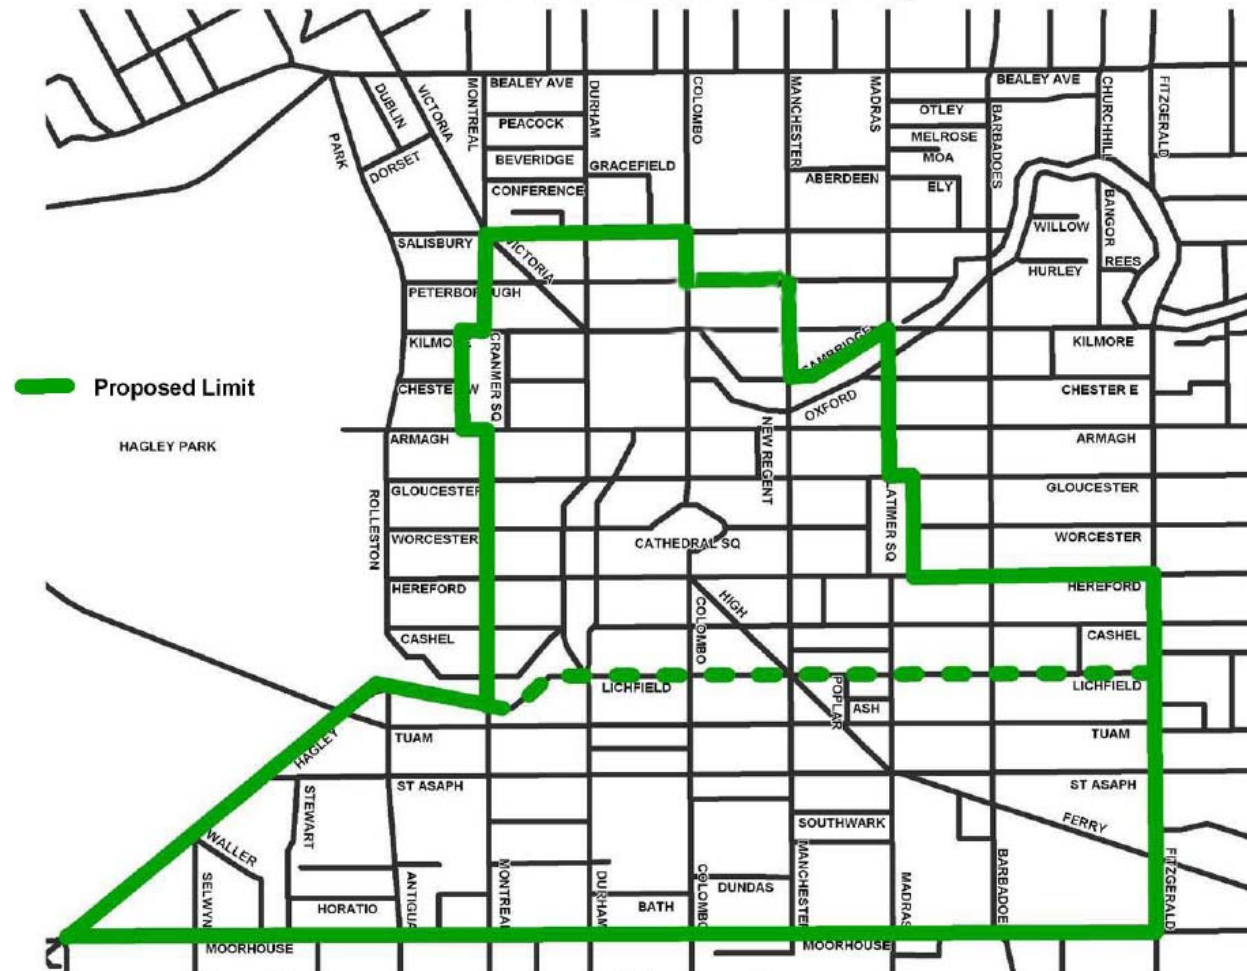 BEALEY AVE
BEALEY AVE
DUBLIN
VICTORIA
MONTREAL
DURHAM
COLOMBO
MANCHESTER
MADRAS
BARBADOES
CHURCHHILL
FITZGERALD
OTLEY
PEACOCK
MELROSE
PARK
DORSET
BEVERIDGE
GRACEFIELD
MOA
CONFERENCE
ABERDEEN
ELY
BANGOR
WILLOW
SALISBURY
VICTORIA
HURLEY
REES
PETERBOROUGH
KILMORE
CRANMER SQ
CAMBRIDGE
KILMORE
Proposed Limit
CHESTER W
OXFORD
CHESTER E
HAGLEY PARK
ARMAGH
NEW REGENT
ARMAGH
ROLLESTON
GLOUCESTER
LATIMER SQ
GLOUCESTER
WORCESTER
CATHEDRAL SQ
WORCESTER
HEREFORD
HIGH
HEREFORD
COLOMBO
CASHEL
CASHEL
LICHFIELD
POPLAR
LICHFIELD
ASH
HAGLEY
TUAM
TUAM
STEWART
ST ASAPH
ST ASAPH
WALLER
SOUTHWARK
FERRY
SELWYN
ANTIGUA
MONTREAL
DURHAM
COLOMBO
DUNDAS
MANCHESTER
MADRAS
BARBADOE
FITZGERALD
HORATIO
BATH
MOORHOUSE
MOORHOUSE